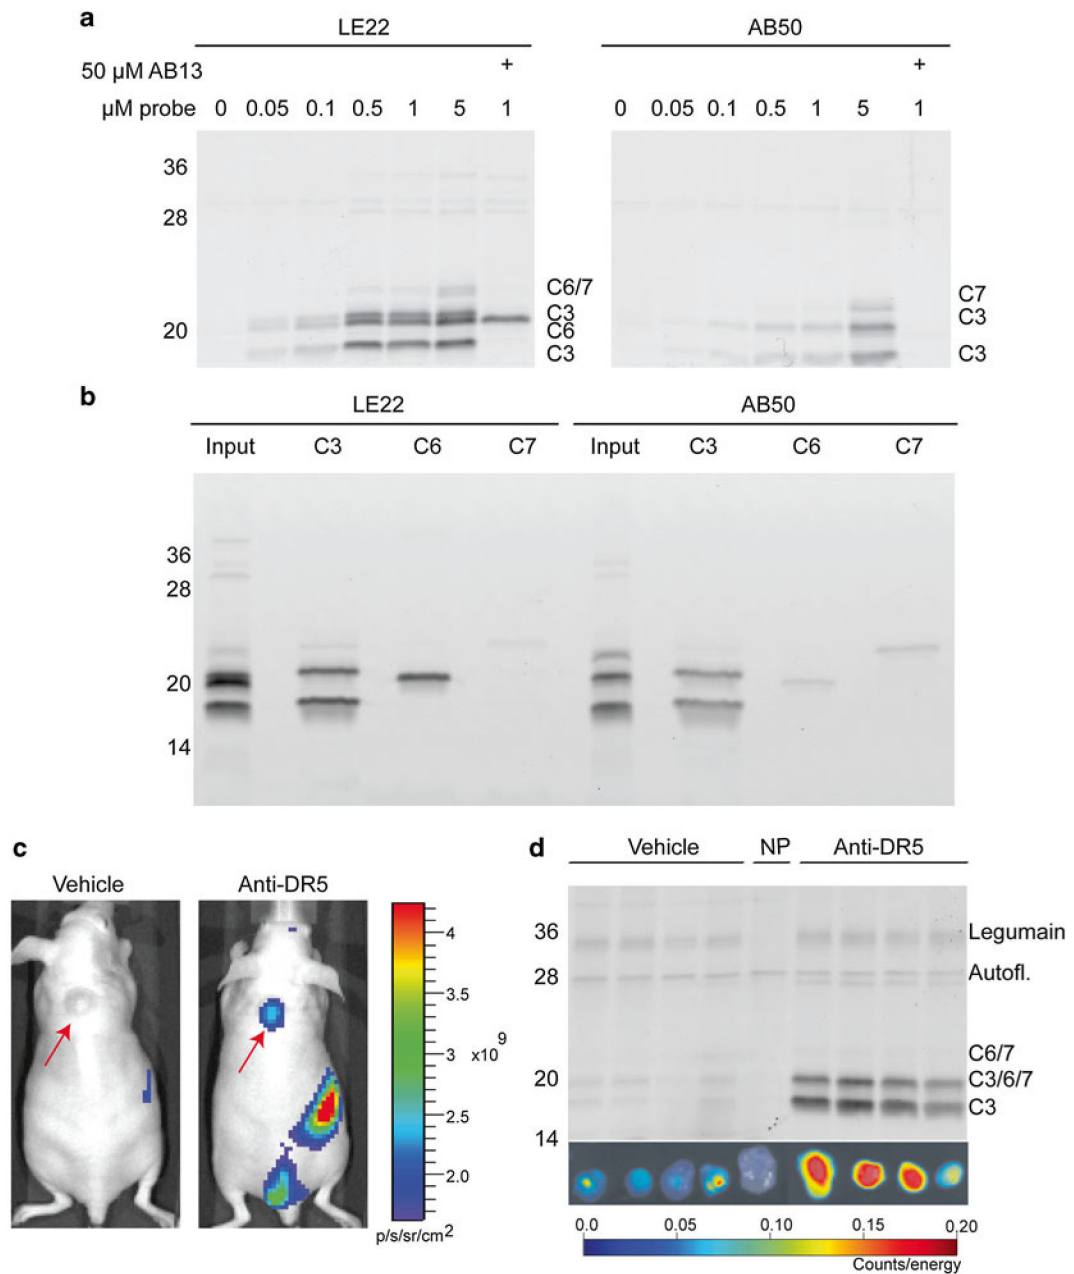 a
LE22 AB50
50 µM AB13 + +
µM probe 0 0.05 0.1 0.5 1 5 1 0 0.05 0.1 0.5 1 5 1
36
28
20
C6/7
C3
C6
C3
C7
C3
C3
b
LE22 AB50
Input C3 C6 C7 Input C3 C6 C7
36
28
20
14
c
Vehicle Anti-DR5
4
3.5
3 x10⁹
2.5
2.0
p/s/sr/cm²
d
Vehicle NP Anti-DR5
36
28
20
14
Legumain
Autofl.
C6/7
C3/6/7
C3
0.0 0.05 0.10 0.15 0.20
Counts/energy